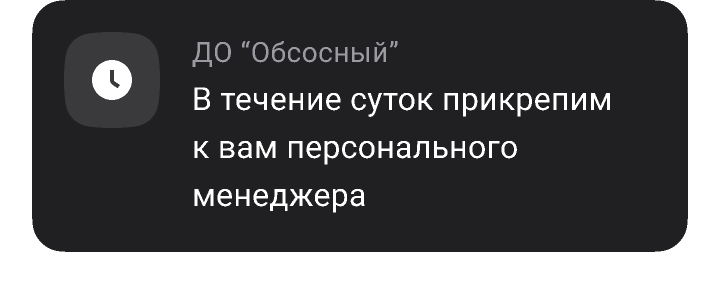 ДО “Обсосный”
В течение суток прикрепим
к вам персонального
менеджера